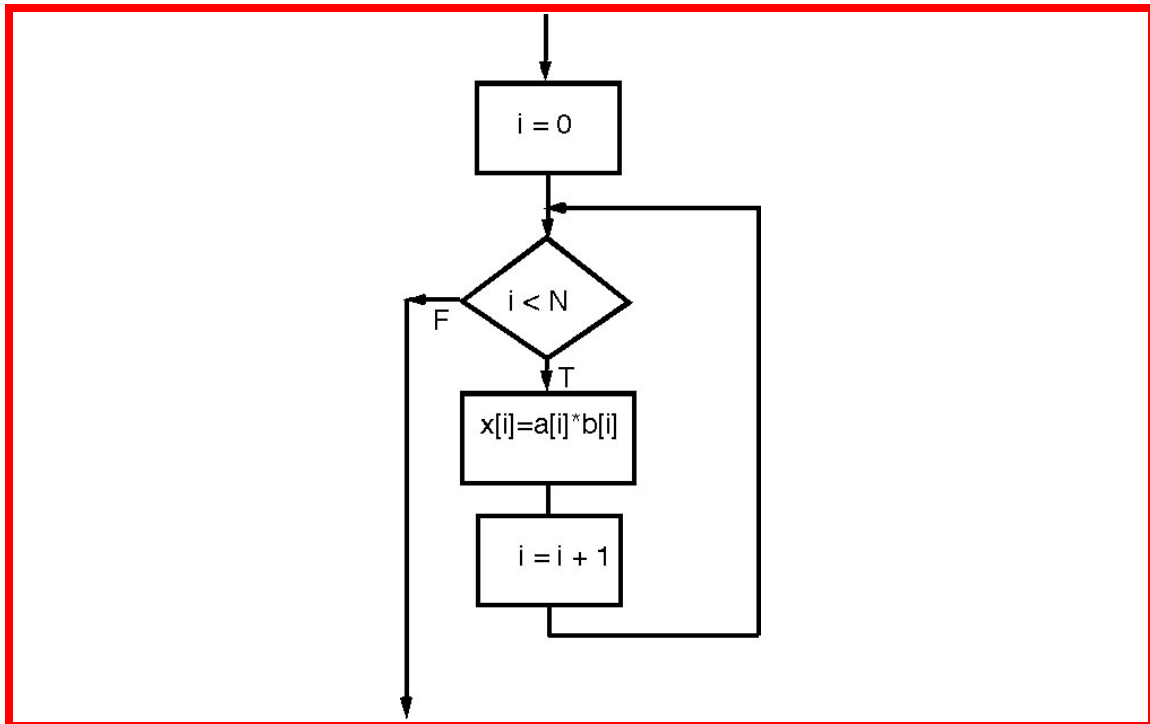 i = 0
i < N
F
T
x[i]=a[i]*b[i]
i = i + 1